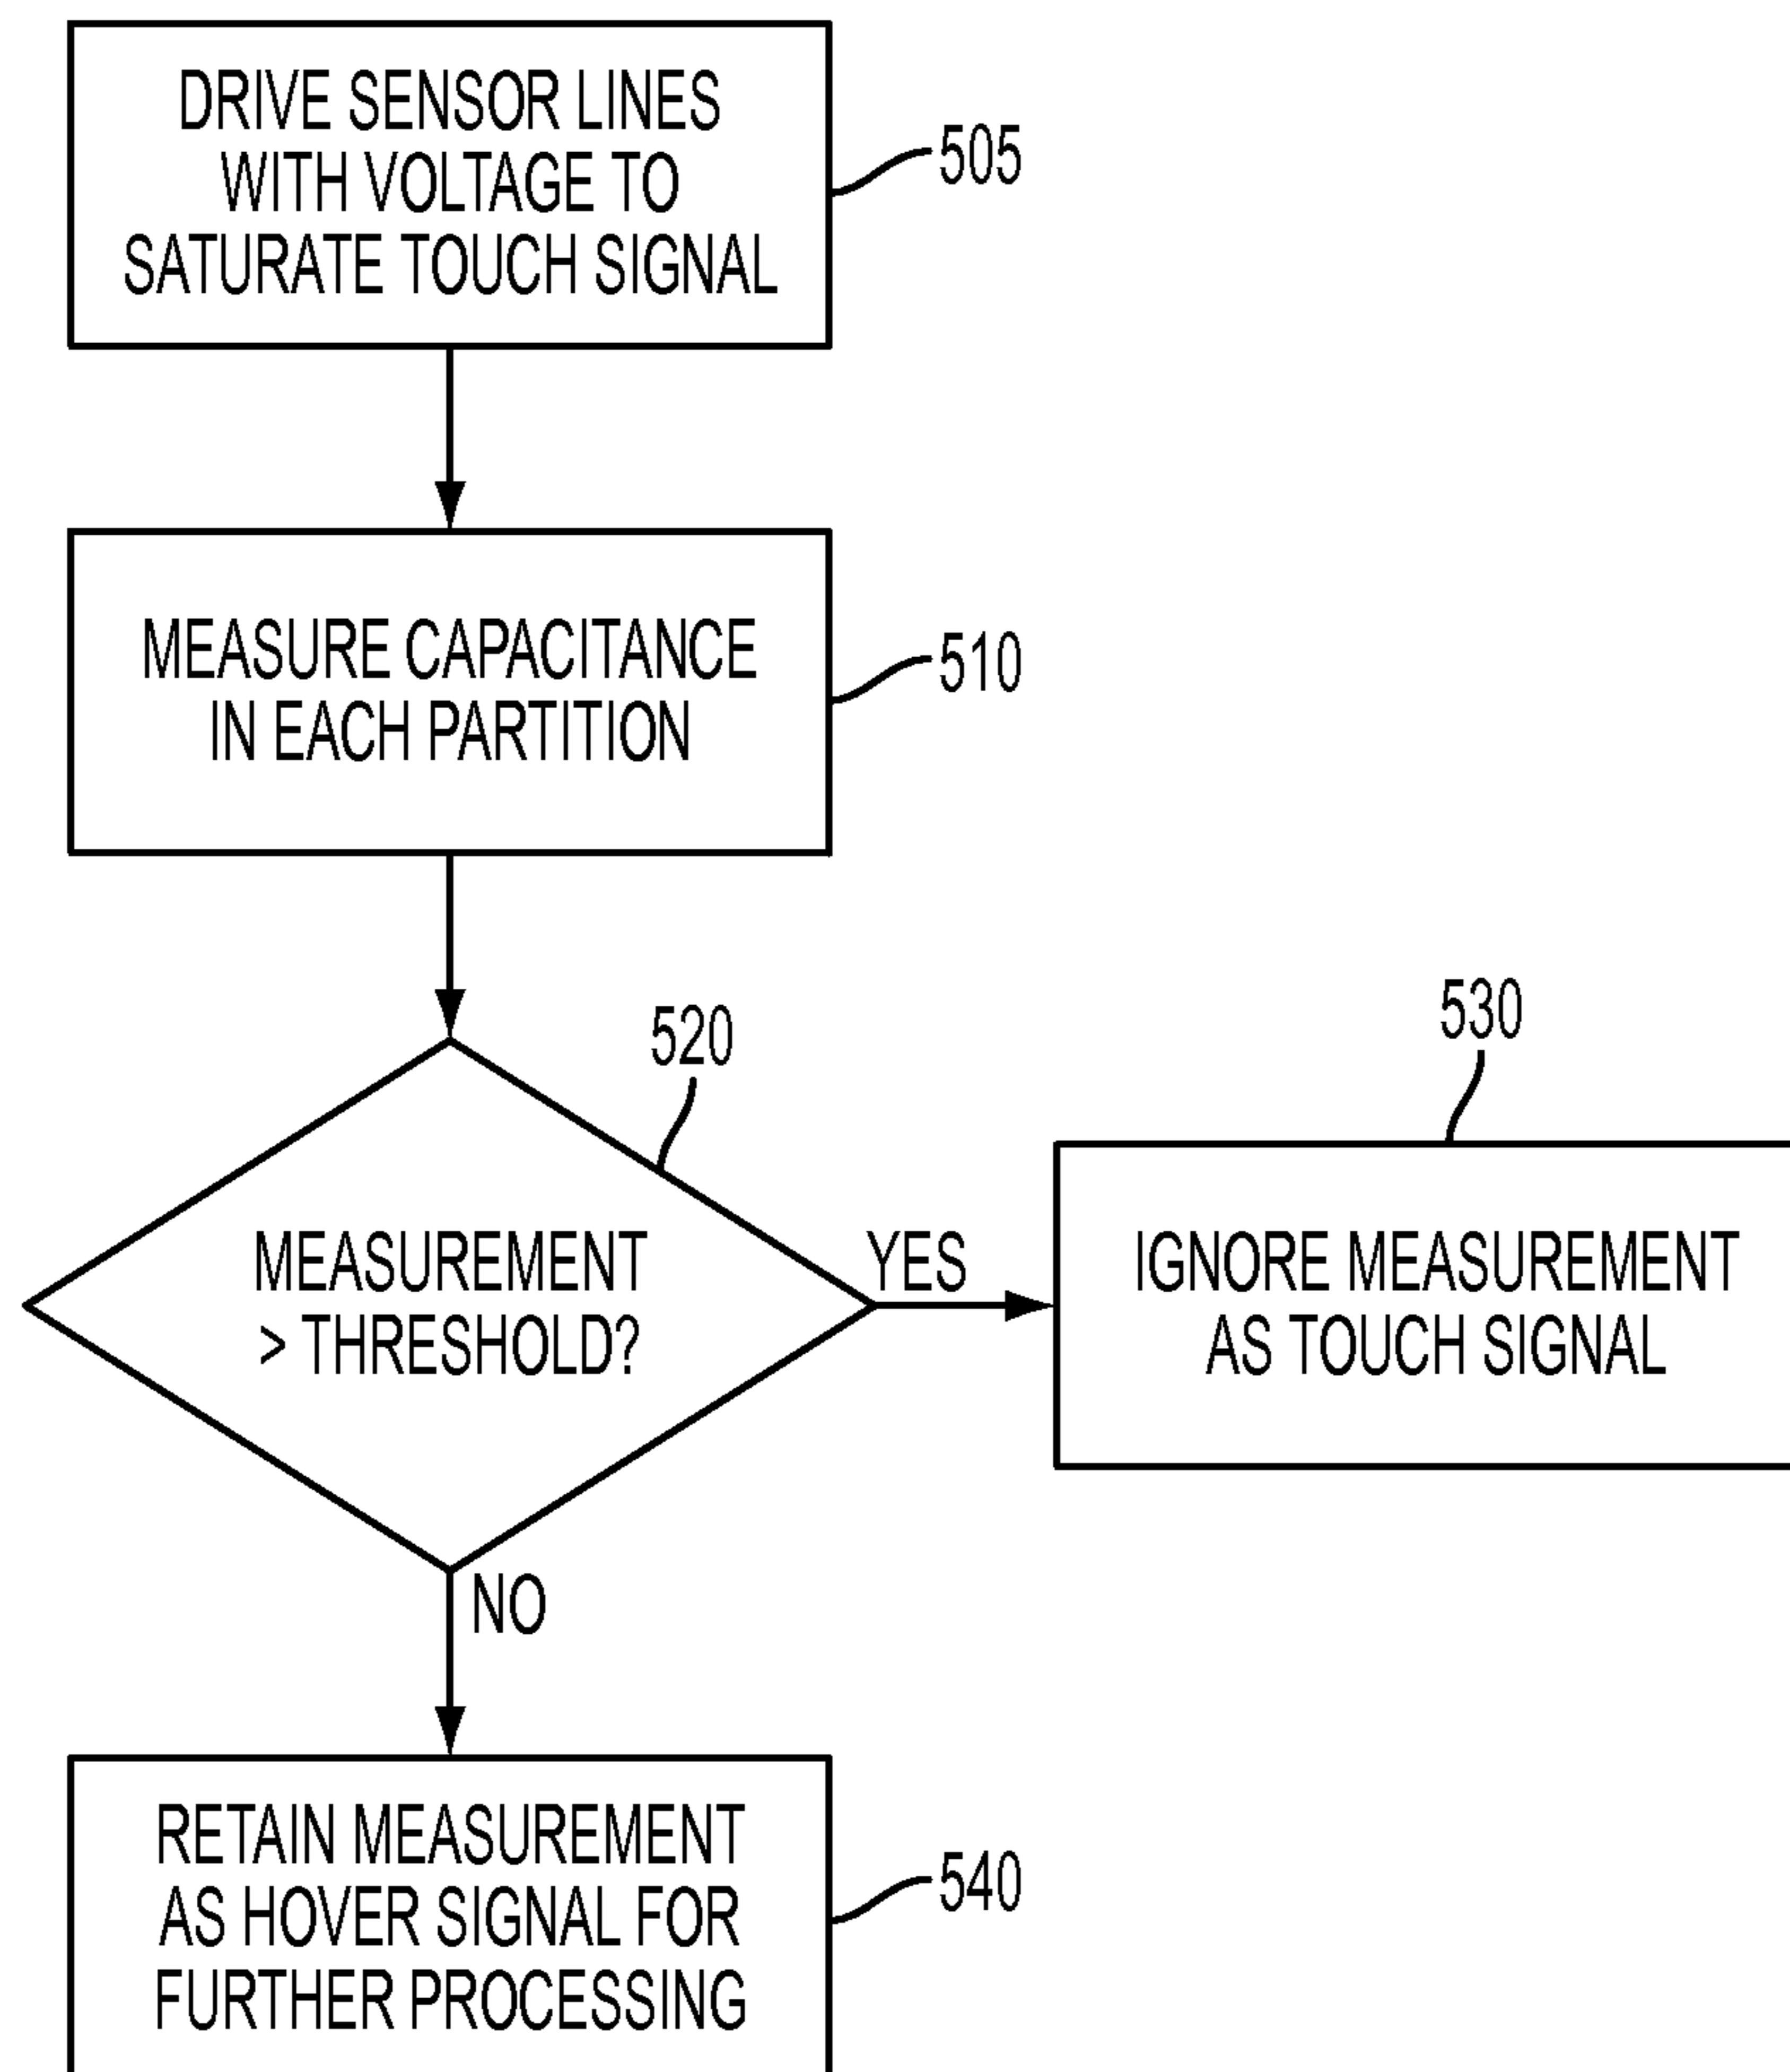 DRIVE SENSOR LINES
WITH VOLTAGE TO
SATURATE TOUCH SIGNAL
505
MEASURE CAPACITANCE
IN EACH PARTITION
510
520
MEASUREMENT
> THRESHOLD?
YES
530
IGNORE MEASUREMENT
AS TOUCH SIGNAL
NO
RETAIN MEASUREMENT
AS HOVER SIGNAL FOR
FURTHER PROCESSING
540